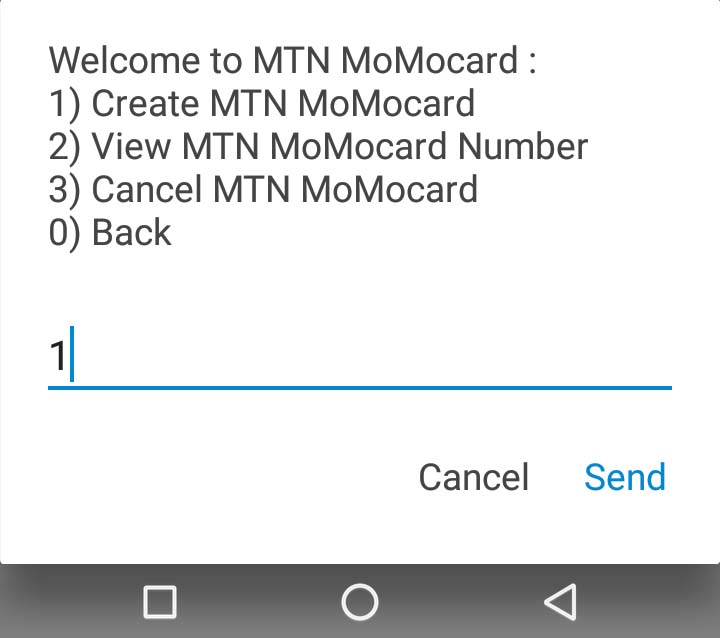 Welcome to MTN MoMocard :
1) Create MTN MoMocard
2) View MTN MoMocard Number
3) Cancel MTN MoMocard
0) Back
1
Cancel Send